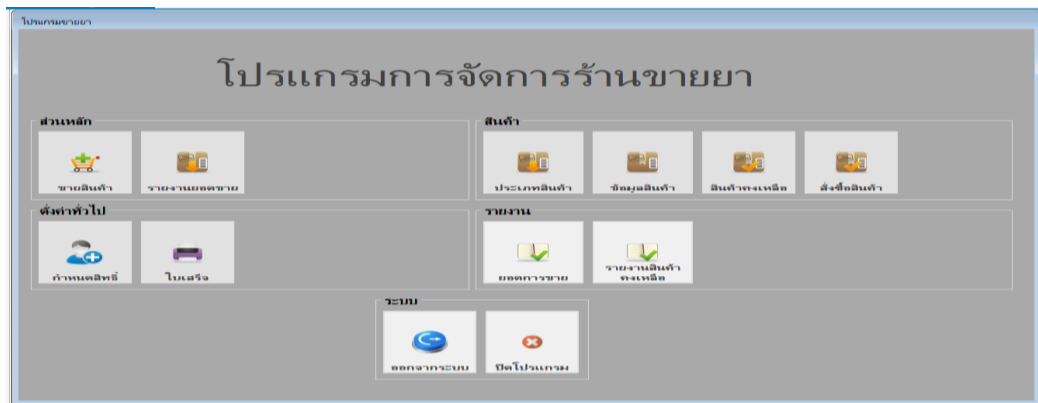 โปรแกรมขายยา
โปรแกรมการจัดการร้านขายยา
ส่วนหลัก
ขายสินค้า
รายงานยอดขาย
สินค้า
ประเภทสินค้า
ข้อมูลสินค้า
สินค้าคงเหลือ
สั่งซื้อสินค้า
ตั้งค่าทั่วไป
กำหนดสิทธิ์
ใบเสร็จ
รายงาน
ยอดการขาย
รายงานสินค้า
คงเหลือ
ระบบ
ออกจากระบบ
ปิดโปรแกรม